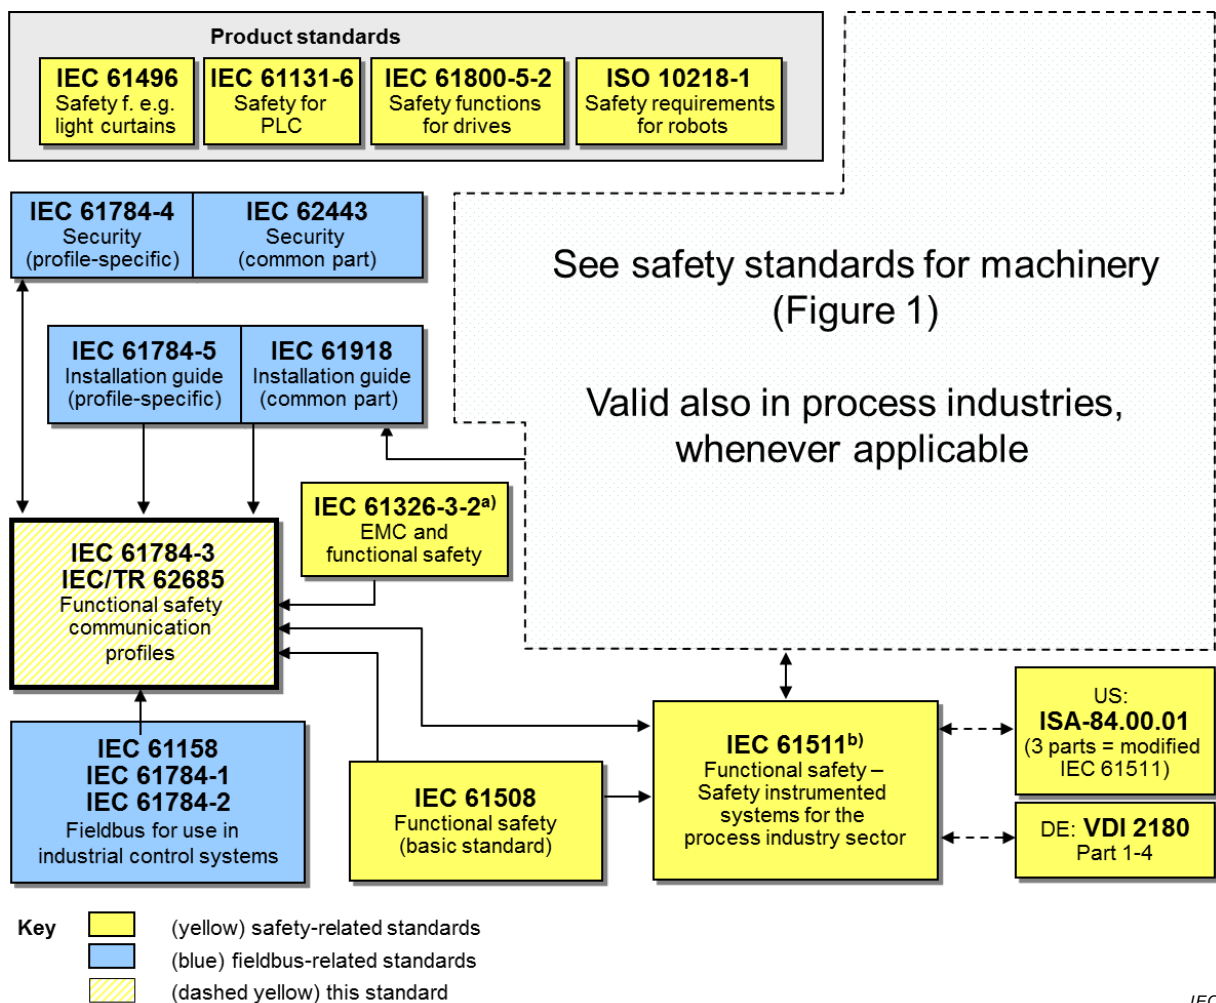 Product standards
IEC 61496
Safety f. e.g.
light curtains
IEC 61131-6
Safety for
PLC
IEC 61800-5-2
Safety functions
for drives
ISO 10218-1
Safety requirements
for robots
IEC 61784-4
Security
(profile-specific)
IEC 62443
Security
(common part)
See safety standards for machinery
(Figure 1)
Valid also in process industries,
whenever applicable
IEC 61784-5
Installation guide
(profile-specific)
IEC 61918
Installation guide
(common part)
IEC 61326-3-2a)
EMC and
functional safety
IEC 61784-3
IEC/TR 62685
Functional safety
communication
profiles
IEC 61158
IEC 61784-1
IEC 61784-2
Fieldbus for use in
industrial control systems
IEC 61508
Functional safety
(basic standard)
IEC 61511b)
Functional safety –
Safety instrumented
systems for the
process industry sector
US:
ISA-84.00.01
(3 parts = modified
IEC 61511)
DE: VDI 2180
Part 1-4
Key
(yellow) safety-related standards
(blue) fieldbus-related standards
(dashed yellow) this standard
IEC